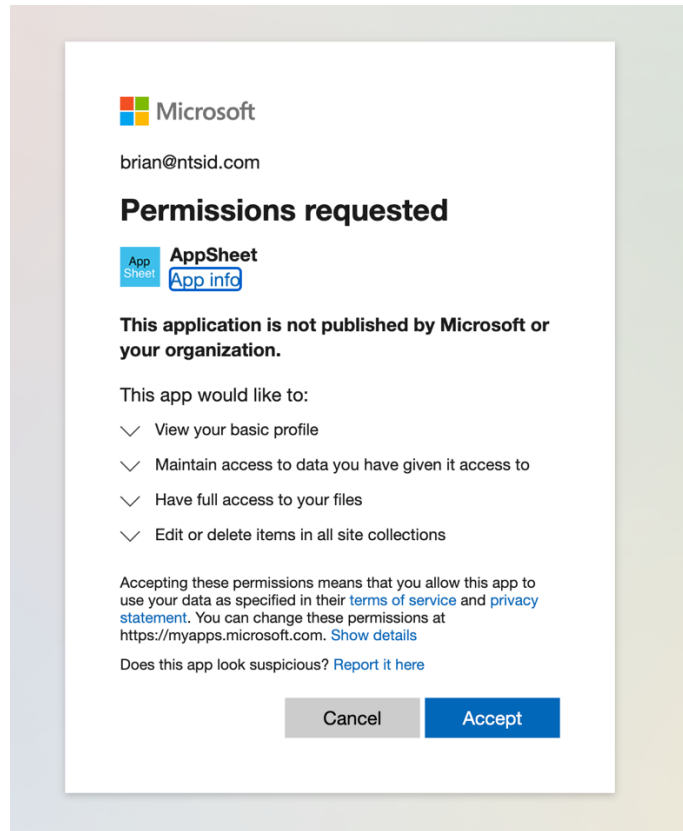 Microsoft
brian@ntsid.com
Permissions requested
App
Sheet
AppSheet
App info
This application is not published by Microsoft or
your organization.
This app would like to:
View your basic profile
Maintain access to data you have given it access to
Have full access to your files
Edit or delete items in all site collections
Accepting these permissions means that you allow this app to
use your data as specified in their terms of service and privacy
statement. You can change these permissions at
https://myapps.microsoft.com. Show details
Does this app look suspicious? Report it here
Cancel Accept